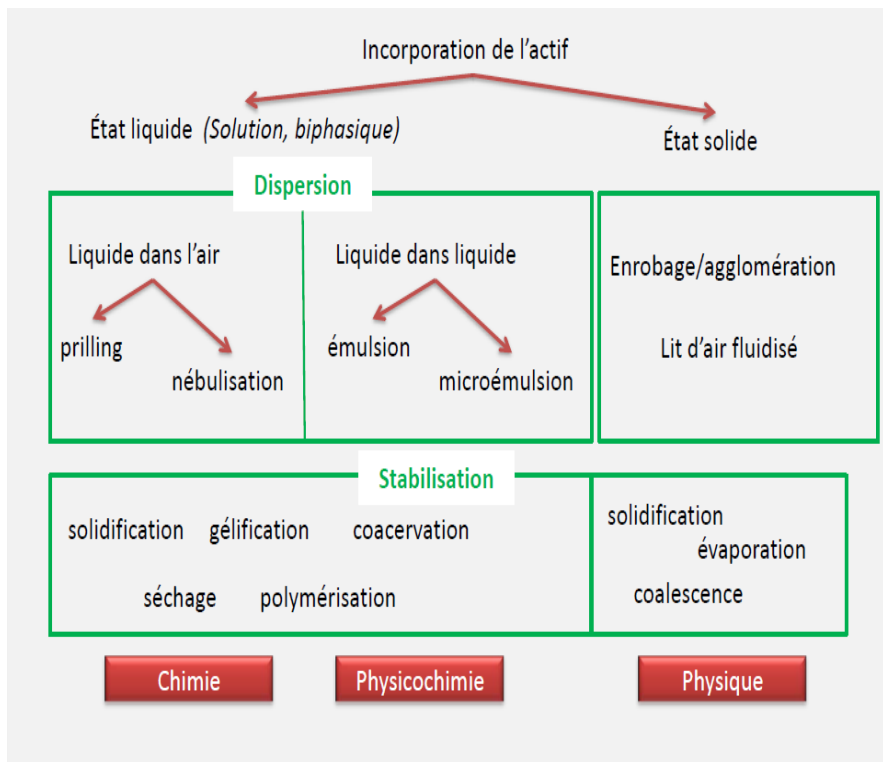 Incorporation de l'actif
État liquide (Solution, biphasique)
État solide
Dispersion
Liquide dans l'air
Liquide dans liquide
Enrobage/agglomération
prilling
nébulisation
émulsion
microémulsion
Lit d'air fluidisé
Stabilisation
solidification gélification coacervation
séchage polymérisation
solidification
évaporation
coalescence
Chimie
Physicochimie
Physique